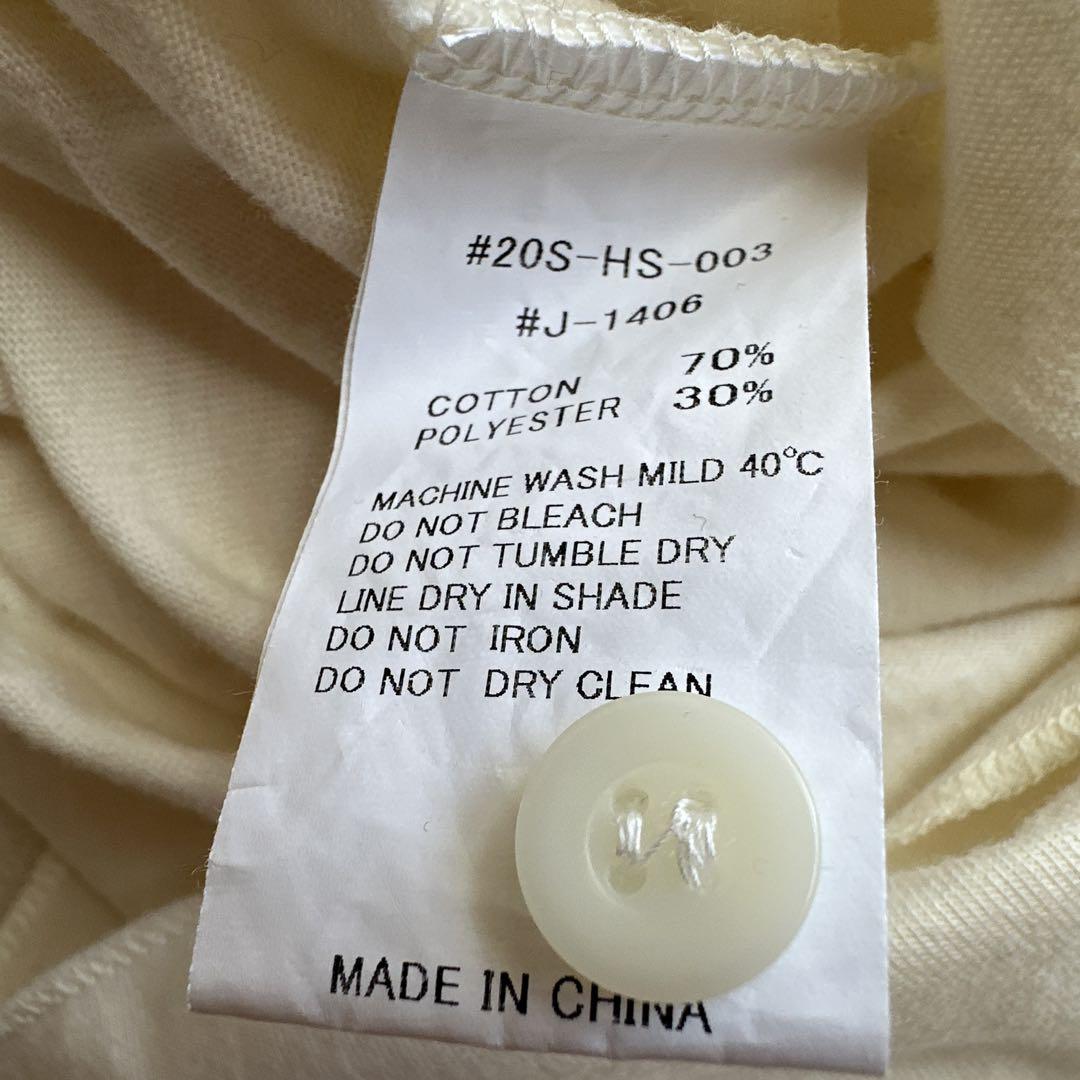 #20S-HS-003
#J-1406
COTTON 70%
POLYESTER 30%
MACHINE WASH MILD 40°C
DO NOT BLEACH
DO NOT TUMBLE DRY
LINE DRY IN SHADE
DO NOT IRON
DO NOT DRY CLEAN
MADE IN CHINA